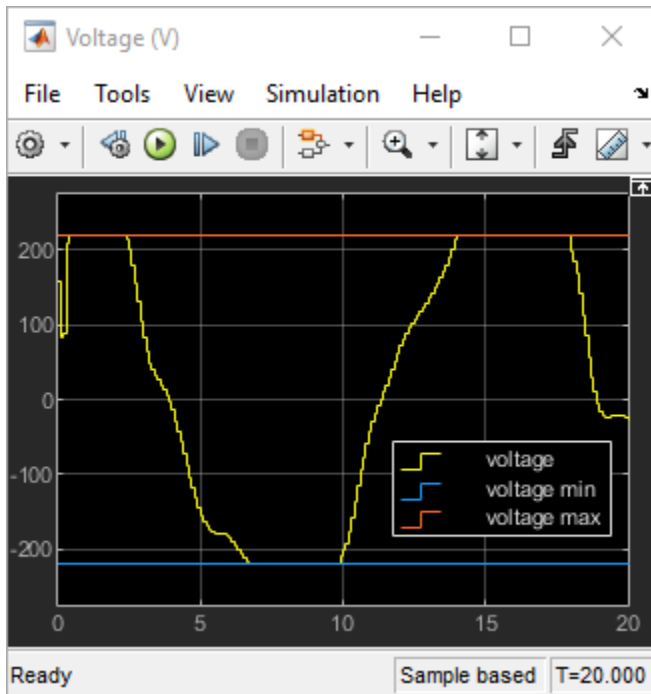 Voltage (V)
File Tools View Simulation Help
200
100
0
-100
-200
voltage
voltage min
voltage max
0 5 10 15 20
Ready Sample based T=20.000